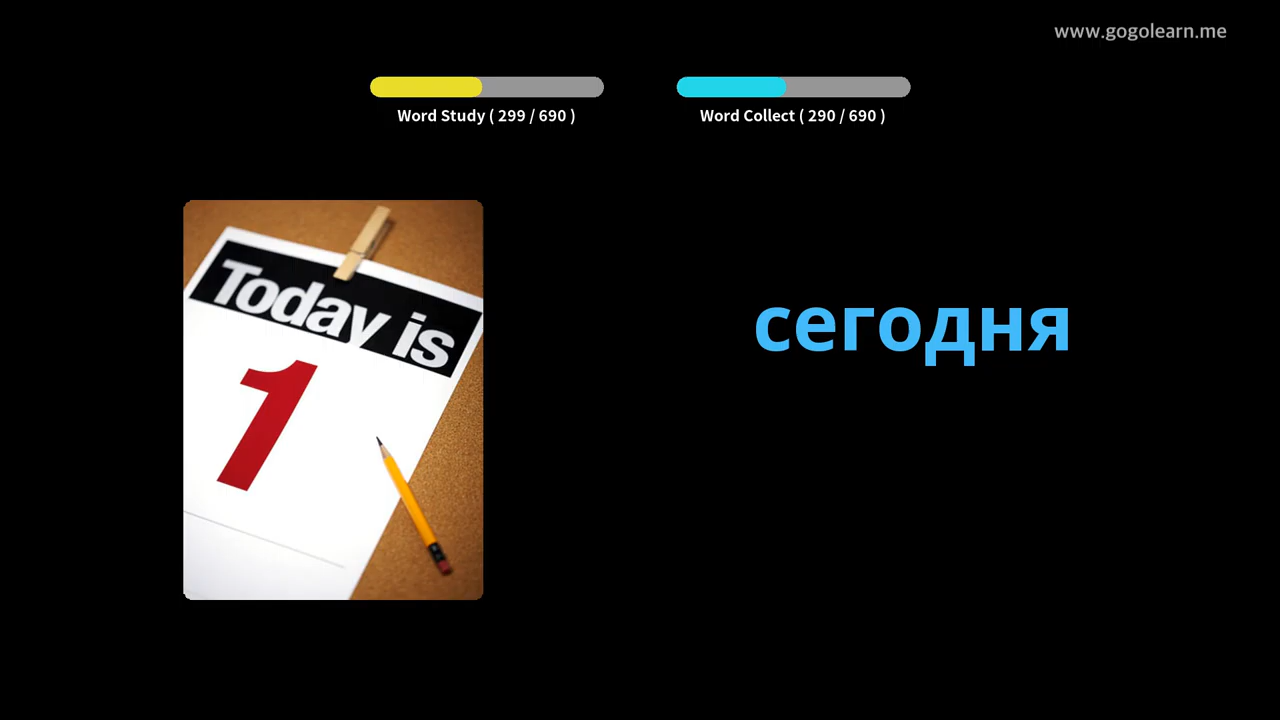 www.gogolearn.me
Word Study ( 299 / 690 )
Word Collect ( 290 / 690 )
Today is
1
сегодня